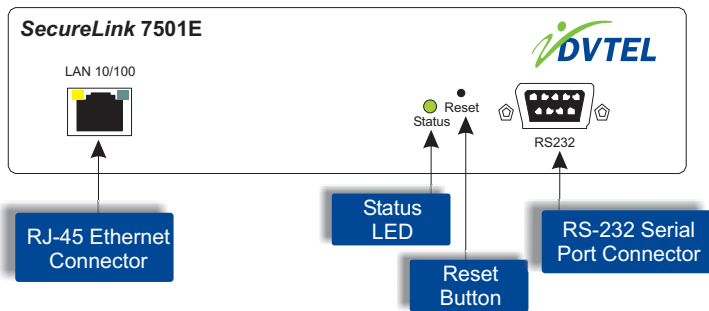 SecureLink 7501E
DVTEL
LAN 10/100
Reset
Status
RS232
RJ-45 Ethernet
Connector
Status
LED
Reset
Button
RS-232 Serial
Port Connector